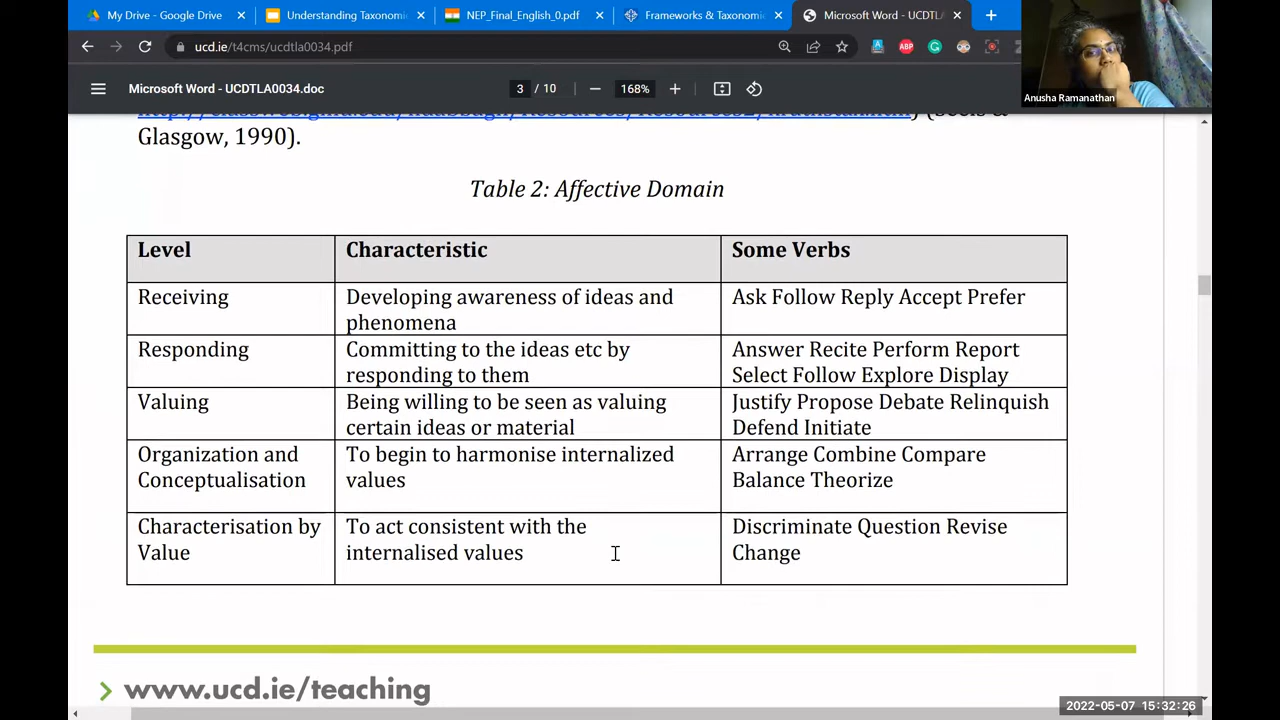 My Drive - Google Drive
Understanding Taxonomi
NEP_Final_English_0.pdf
Frameworks & Taxonomie
Microsoft Word - UCDTLA
ucd.ie/t4cms/ucdtla0034.pdf
ABP
Microsoft Word - UCDTLA0034.doc
3 / 10
168%
Anusha Ramanathan
Glasgow, 1990).
Table 2: Affective Domain
Level Characteristic Some Verbs
Receiving Developing awareness of ideas and Ask Follow Reply Accept Prefer
phenomena
Responding Committing to the ideas etc by Answer Recite Perform Report
responding to them Select Follow Explore Display
Valuing Being willing to be seen as valuing Justify Propose Debate Relinquish
certain ideas or material Defend Initiate
Organization and To begin to harmonise internalized Arrange Combine Compare
Conceptualisation values Balance Theorize
Characterisation by To act consistent with the Discriminate Question Revise
Value internalised values Change
www.ucd.ie/teaching
2022-05-07 15:32:26